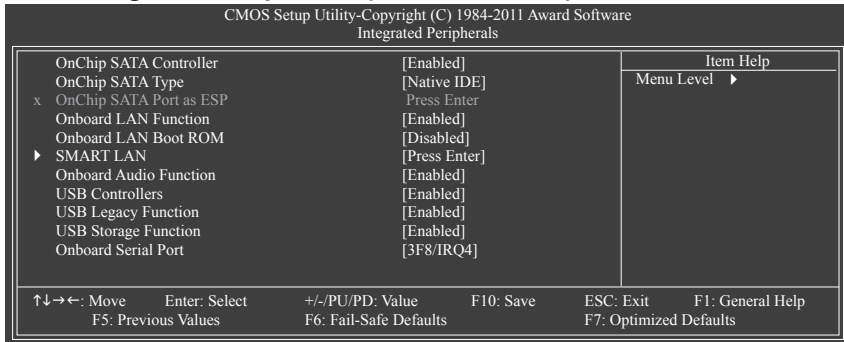 CMOS Setup Utility-Copyright (C) 1984-2011 Award Software
Integrated Peripherals
OnChip SATA Controller [Enabled]
OnChip SATA Type [Native IDE]
x OnChip SATA Port as ESP Press Enter
Onboard LAN Function [Enabled]
Onboard LAN Boot ROM [Disabled]
SMART LAN [Press Enter]
Onboard Audio Function [Enabled]
USB Controllers [Enabled]
USB Legacy Function [Enabled]
USB Storage Function [Enabled]
Onboard Serial Port [3F8/IRQ4]
Item Help
Menu Level
↑↓→←: Move Enter: Select +/-/PU/PD: Value F10: Save ESC: Exit F1: General Help
F5: Previous Values F6: Fail-Safe Defaults F7: Optimized Defaults